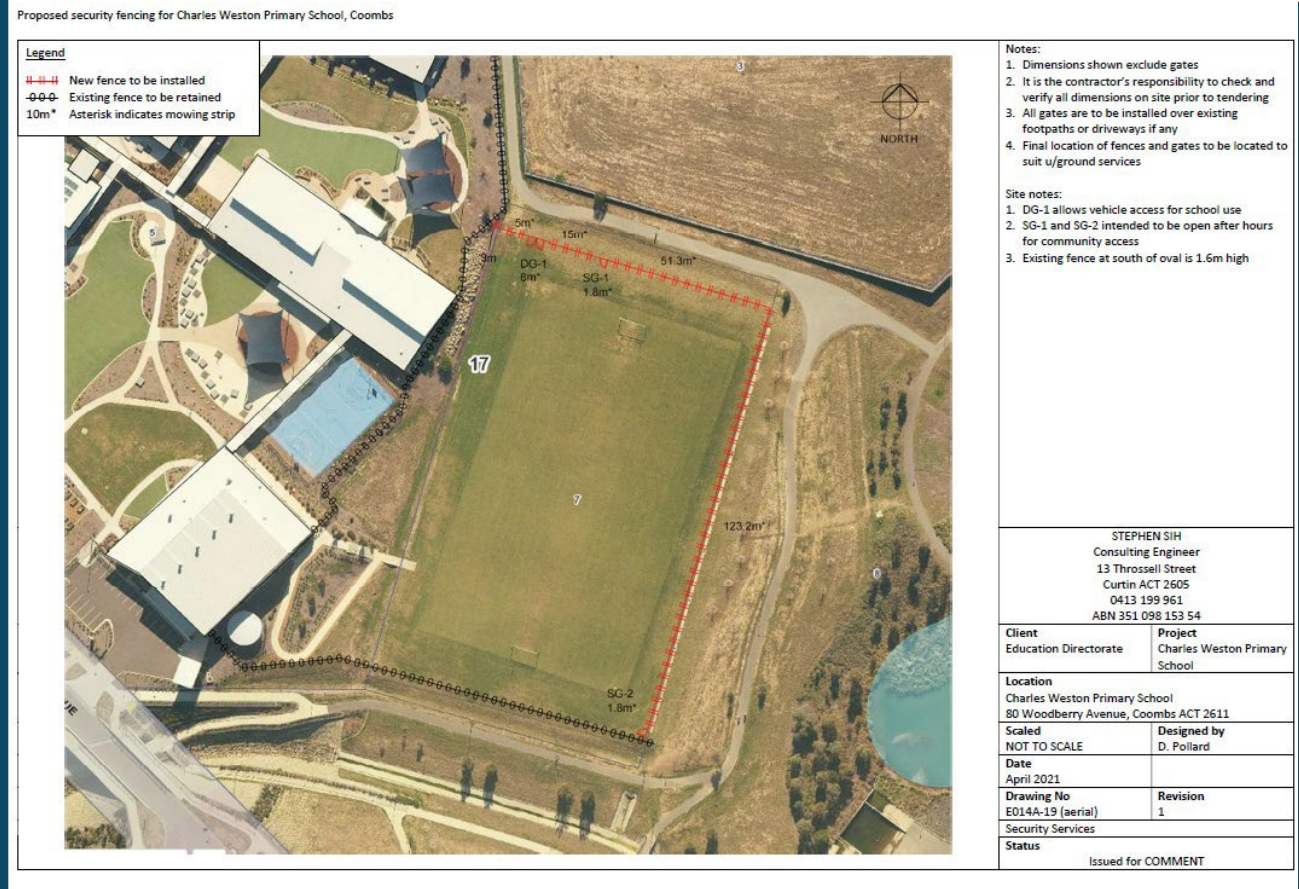 Proposed security fencing for Charles Weston Primary School, Coombs
Legend
New fence to be installed
Existing fence to be retained
10m* Asterisk indicates mowing strip
3
NORTH
5m*
15m*
3m
DG-1
6m*
SG-1
1.8m*
51.3m*
5
17
7
123.2m*
8
SG-2
1.8m*
UE
Notes:
1. Dimensions shown exclude gates
2. It is the contractor's responsibility to check and
verify all dimensions on site prior to tendering
3. All gates are to be installed over existing
footpaths or driveways if any
4. Final location of fences and gates to be located to
suit u/ground services
Site notes:
1. DG-1 allows vehicle access for school use
2. SG-1 and SG-2 intended to be open after hours
for community access
3. Existing fence at south of oval is 1.6m high
STEPHEN SIH
Consulting Engineer
13 Throssell Street
Curtin ACT 2605
0413 199 961
ABN 351 098 153 54
Client
Education Directorate
Project
Charles Weston Primary
School
Location
Charles Weston Primary School
80 Woodberry Avenue, Coombs ACT 2611
Scaled
NOT TO SCALE
Designed by
D. Pollard
Date
April 2021
Drawing No
E014A-19 (aerial)
Revision
1
Security Services
Status
Issued for COMMENT